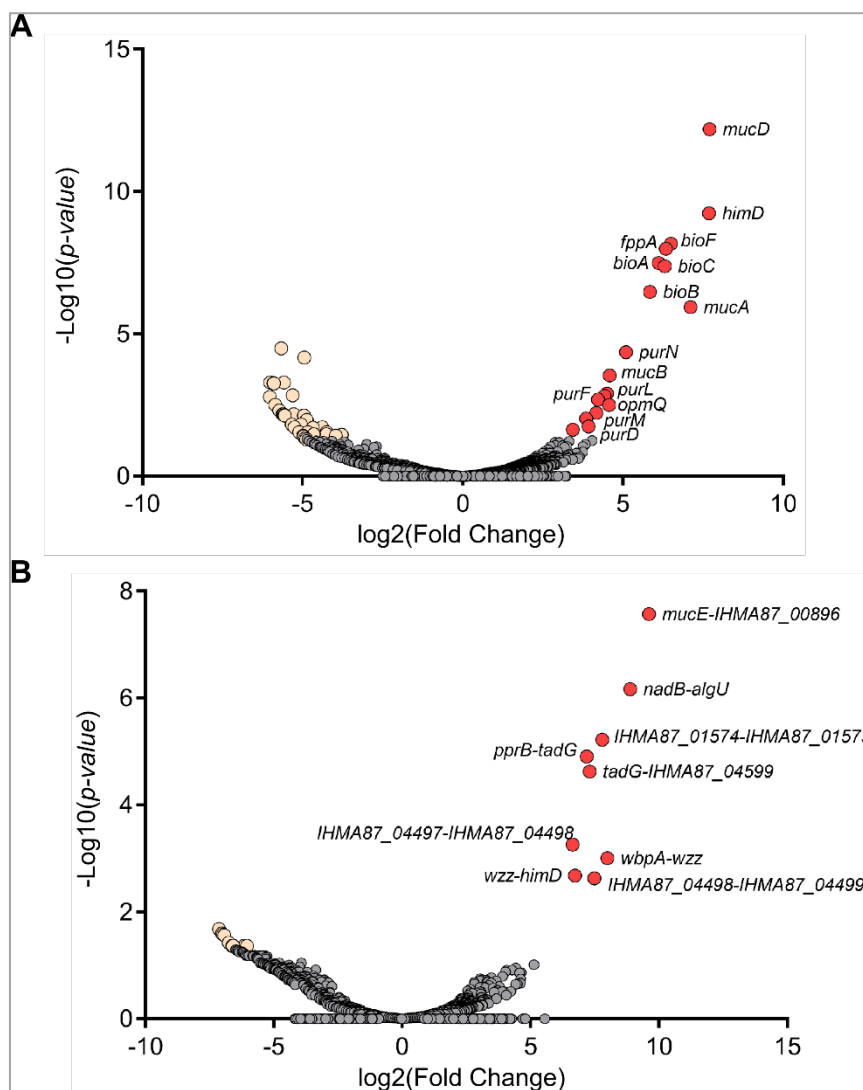 A
15
10
5
0
-Log10(p-value)
mucD
himD
fppA
bioF
bioA
bioC
bioB
mucA
purN
mucB
purF
purL
opmQ
purM
purD
-10
-5
0
5
10
log2(Fold Change)
B
8
6
4
2
0
-Log10(p-value)
mucE-IHMA87_00896
nadB-algU
IHMA87_01574-IHMA87_01573
pprB-tadG
tadG-IHMA87_04599
IHMA87_04497-IHMA87_04498
wbpA-wzz
wzz-himD
IHMA87_04498-IHMA87_04499
-10
-5
0
5
10
15
log2(Fold Change)